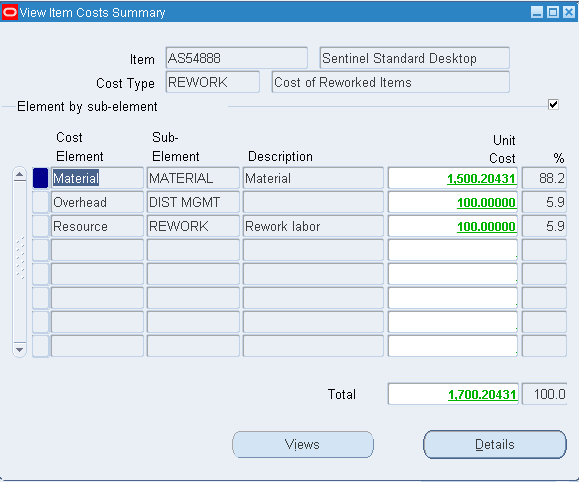 View Item Costs Summary
Item AS54888 Sentinel Standard Desktop
Cost Type REWORK Cost of Reworked Items
Element by sub-element
Cost Sub- Unit
Element Element Description Cost %
Material MATERIAL Material 1,500.20431 88.2
Overhead DIST MGMT 100.00000 5.9
Resource REWORK Rework labor 100.00000 5.9
Total 1,700.20431 100.0
Views Details